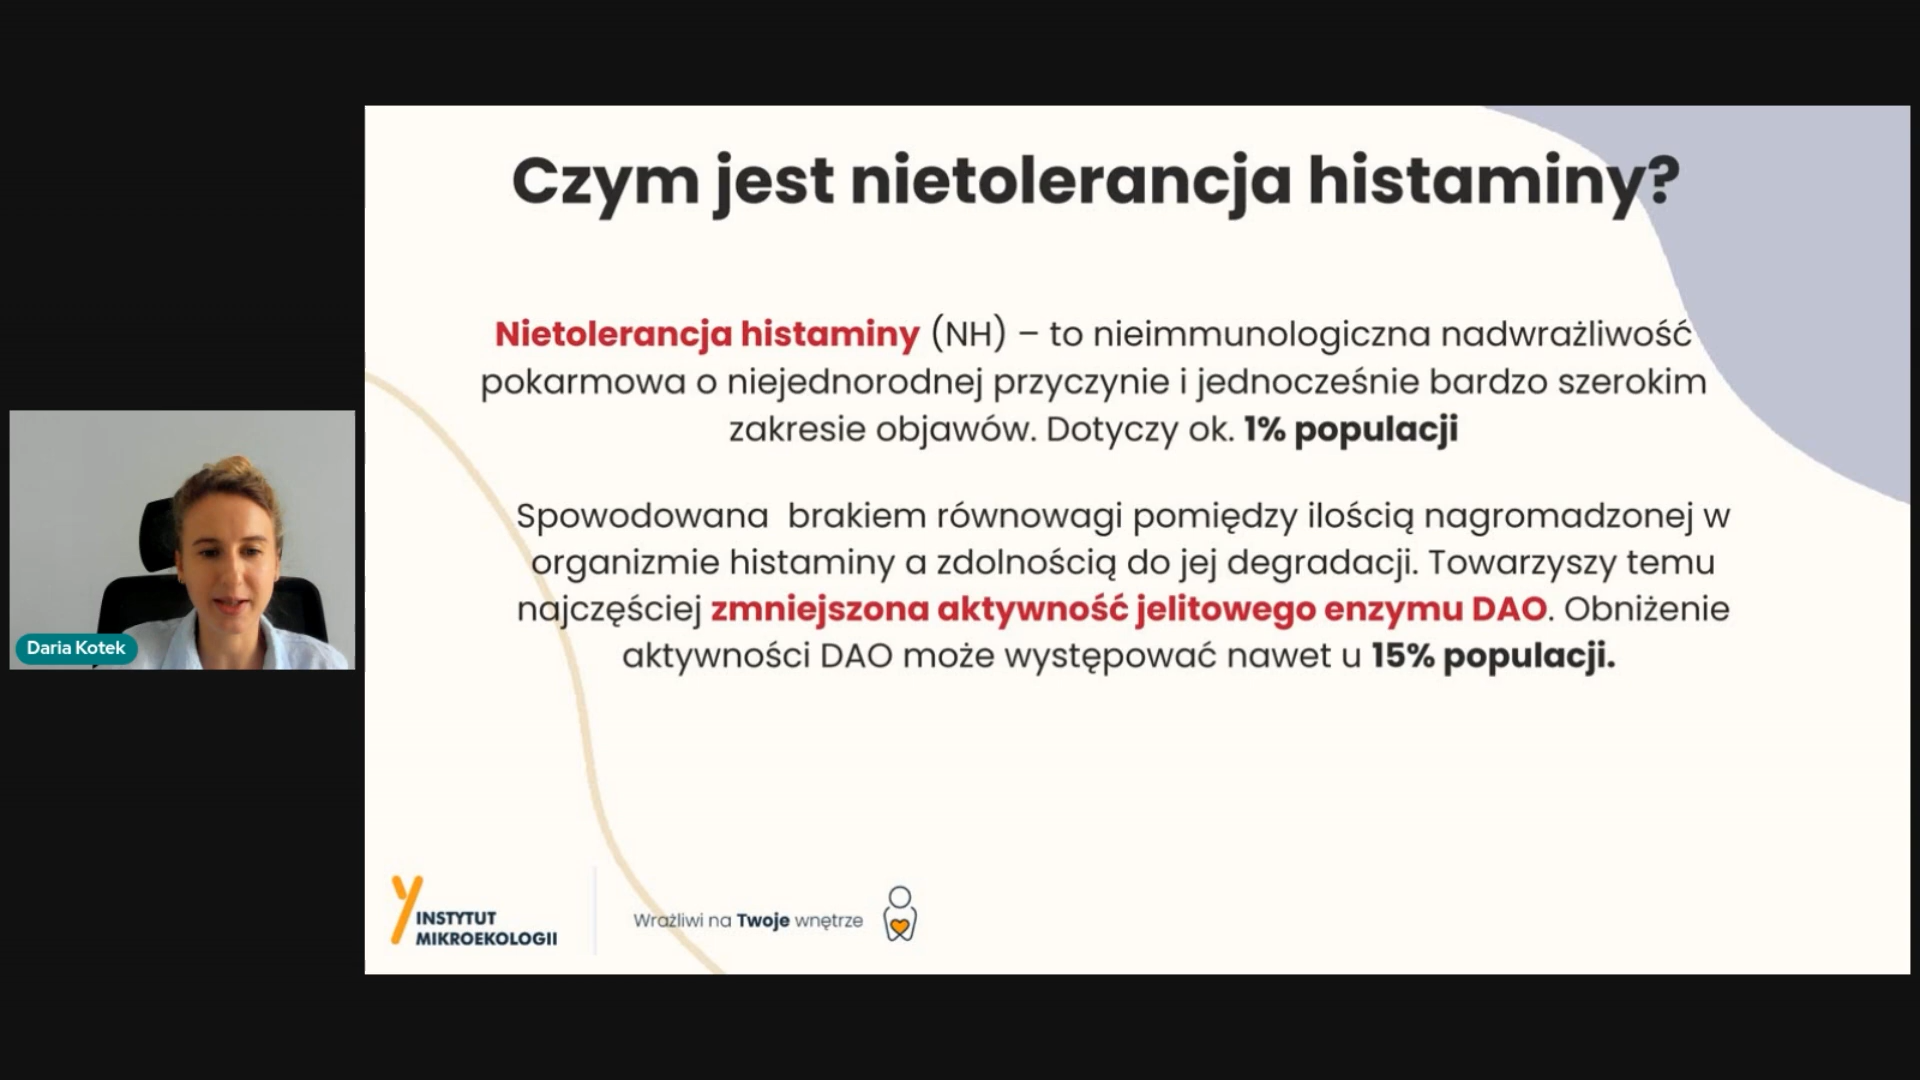 Czym jest nietolerancja histaminy?
Nietolerancja histaminy (NH) – to nieimmunologiczna nadwrażliwość
pokarmowa o niejednorodnej przyczynie i jednocześnie bardzo szerokim
zakresie objawów. Dotyczy ok. 1% populacji
Spowodowana  brakiem równowagi pomiędzy ilością nagromadzonej w
organizmie histaminy a zdolnością do jej degradacji. Towarzyszy temu
najczęściej zmniejszona aktywność jelitowego enzymu DAO. Obniżenie
aktywności DAO może występować nawet u 15% populacji.
Daria Kotek
INSTYTUT
MIKROEKOLOGII
Wrażliwi na Twoje wnętrze